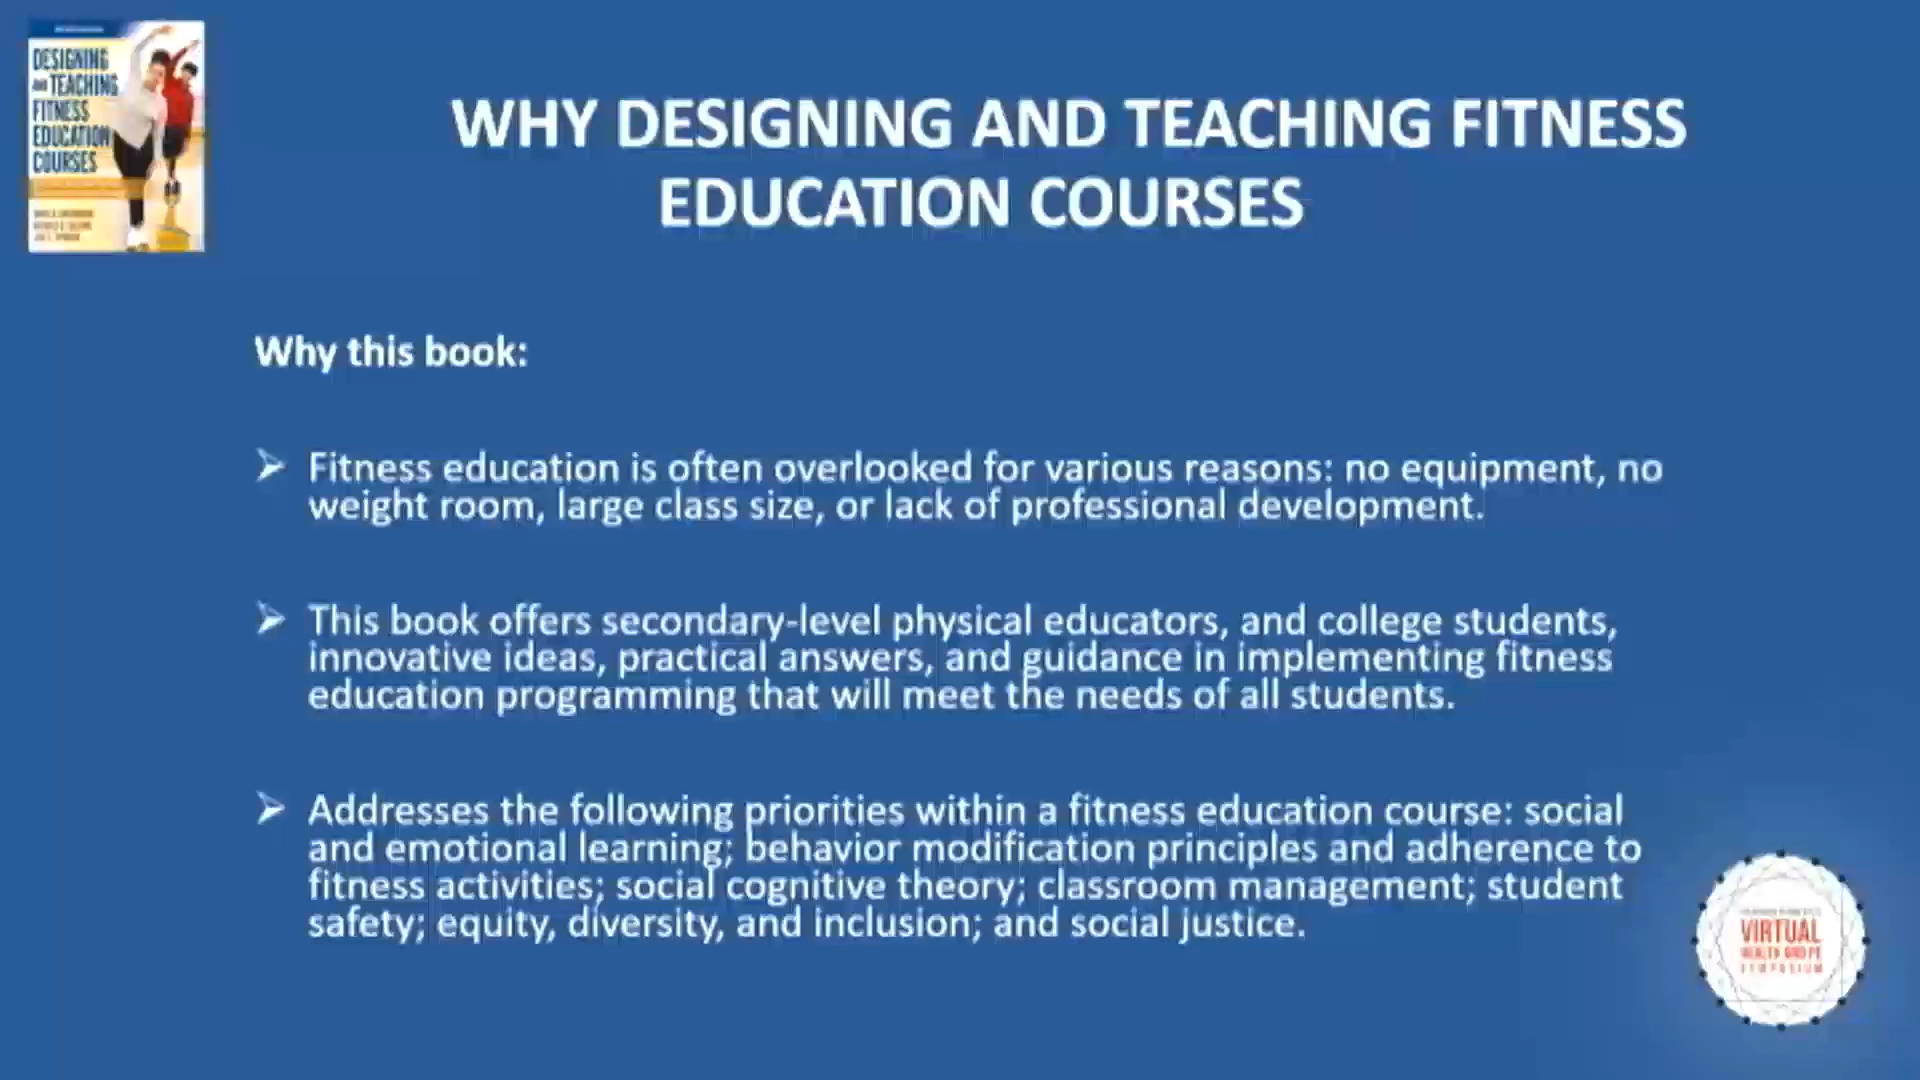 DESIGNING
AND TEACHING
FITNESS
EDUCATION
COURSES
WHY DESIGNING AND TEACHING FITNESS
EDUCATION COURSES
Why this book:
➢ Fitness education is often overlooked for various reasons: no equipment, no
weight room, large class size, or lack of professional development.
➢ This book offers secondary-level physical educators, and college students,
innovative ideas, practical answers, and guidance in implementing fitness
education programming that will meet the needs of all students.
➢ Addresses the following priorities within a fitness education course: social
and emotional learning; behavior modification principles and adherence to
fitness activities; social cognitive theory; classroom management; student
safety; equity, diversity, and inclusion; and social justice.
VIRTUAL
HEALTH AND PE
SYMPOSIUM